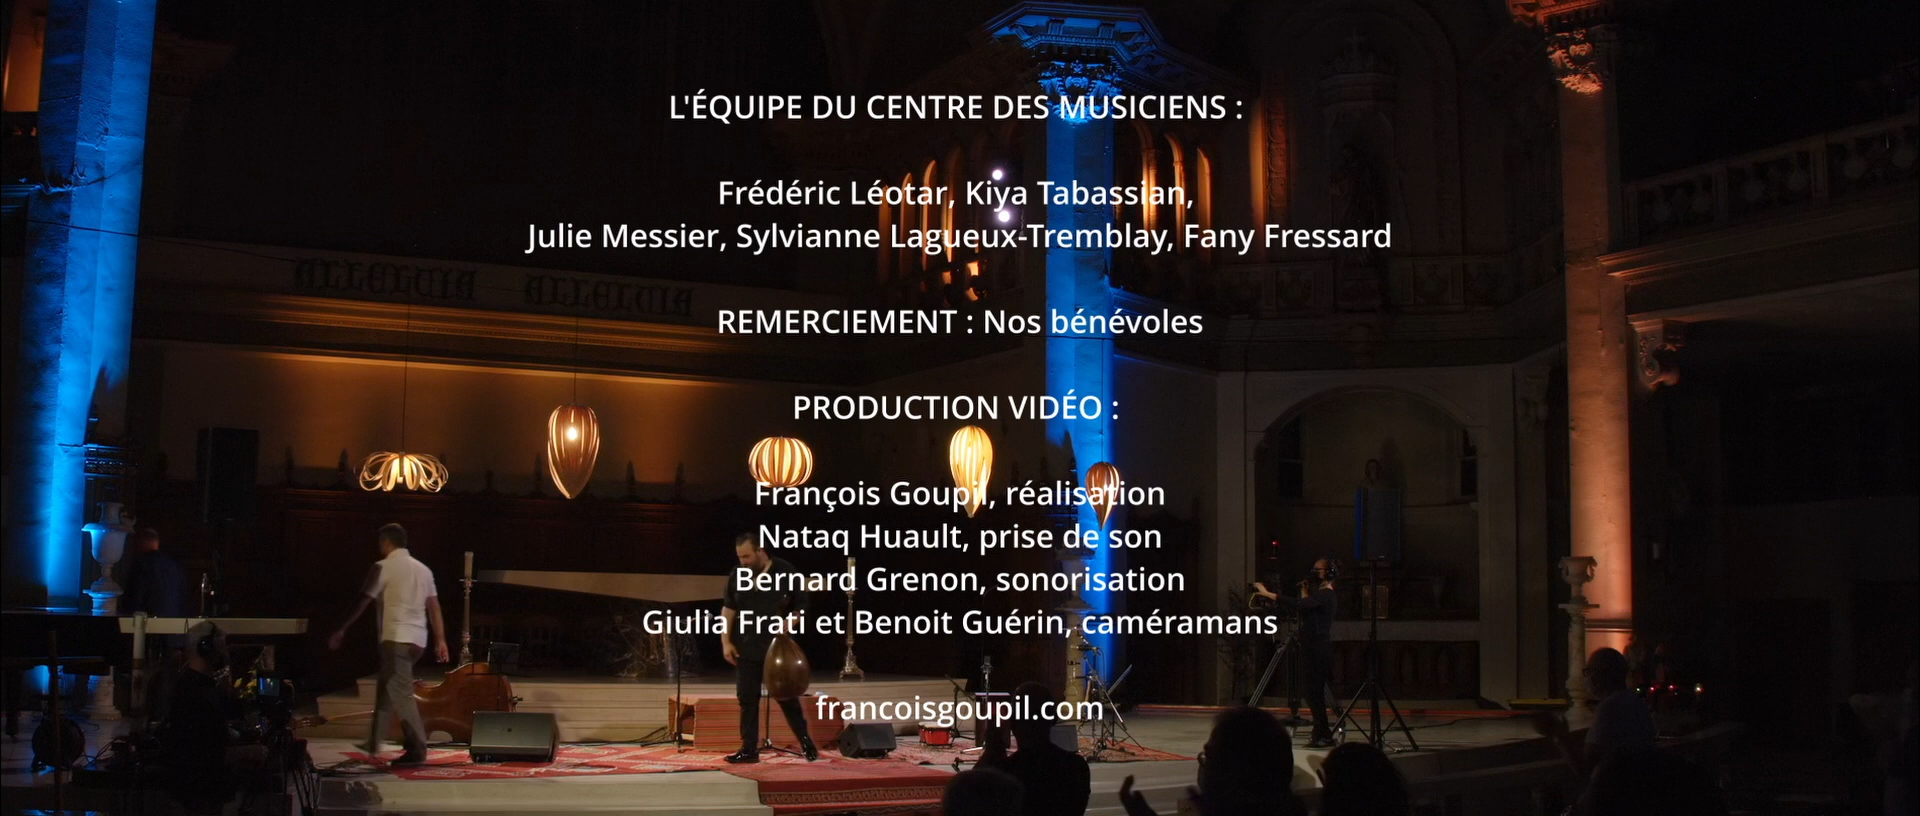 L'ÉQUIPE DU CENTRE DES MUSICIENS :
Frédéric Léotar, Kiya Tabassian,
Julie Messier, Sylvianne Lagueux-Tremblay, Fany Fressard
ALLELUIA ALLELUIA
REMERCIEMENT : Nos bénévoles
PRODUCTION VIDÉO :
François Goupil, réalisation
Nataq Huault, prise de son
Bernard Grenon, sonorisation
Giulia Frati et Benoit Guérin, caméramans
francoisgoupil.com